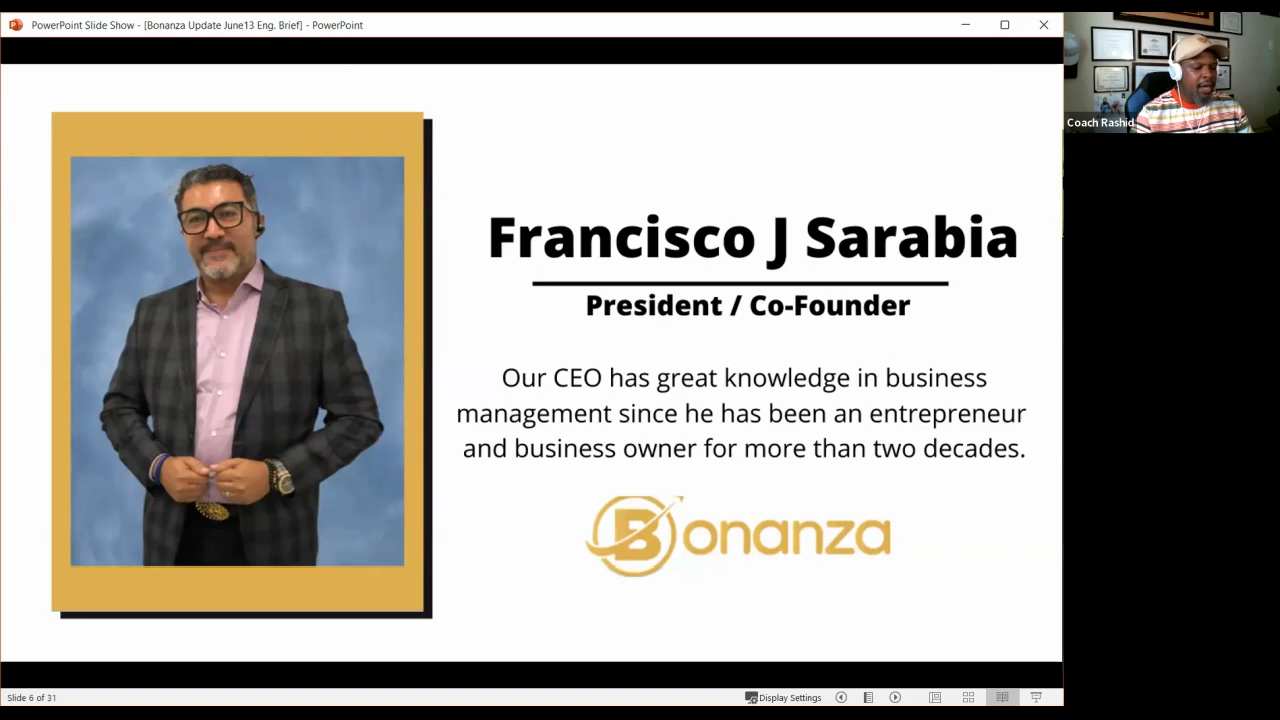 PowerPoint Slide Show - [Bonanza Update June13 Eng. Brief] - PowerPoint
Coach Rashid
Francisco J Sarabia
President / Co-Founder
Our CEO has great knowledge in business
management since he has been an entrepreneur
and business owner for more than two decades.
Bonanza
Slide 6 of 31
Display Settings